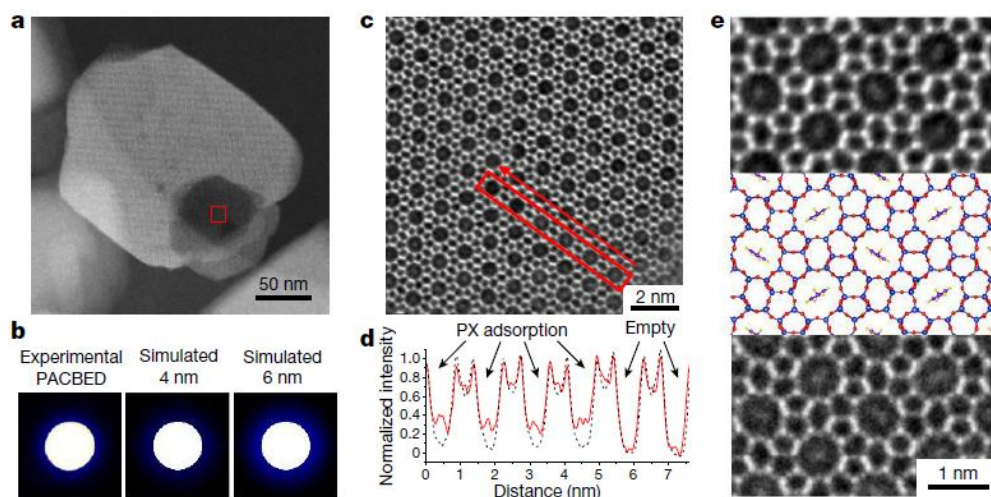 a
50 nm
b
Experimental
PACBED
Simulated
4 nm
Simulated
6 nm
c
2 nm
d
PX adsorption
Empty
Normalized intensity
1.0
0.8
0.6
0.4
0.2
0
0 1 2 3 4 5 6 7
Distance (nm)
e
1 nm